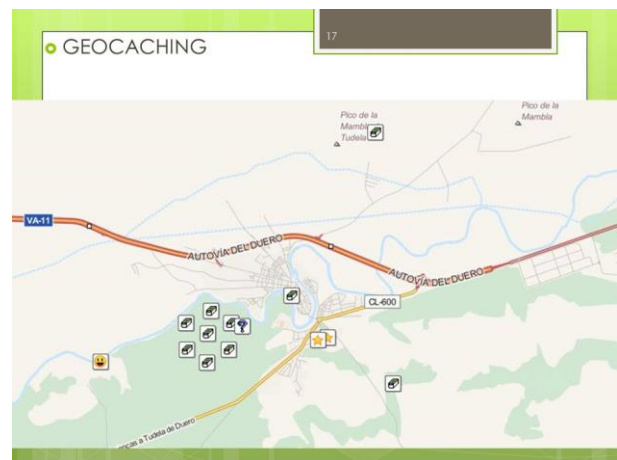 GEOCACHING
17
Pico de la
Mambla
Tudela
Pico de la
Mambla
VA-11
AUTOVÍA DEL DUERO
AUTOVÍA DEL DUERO
CL-600
a Tudela de Duero